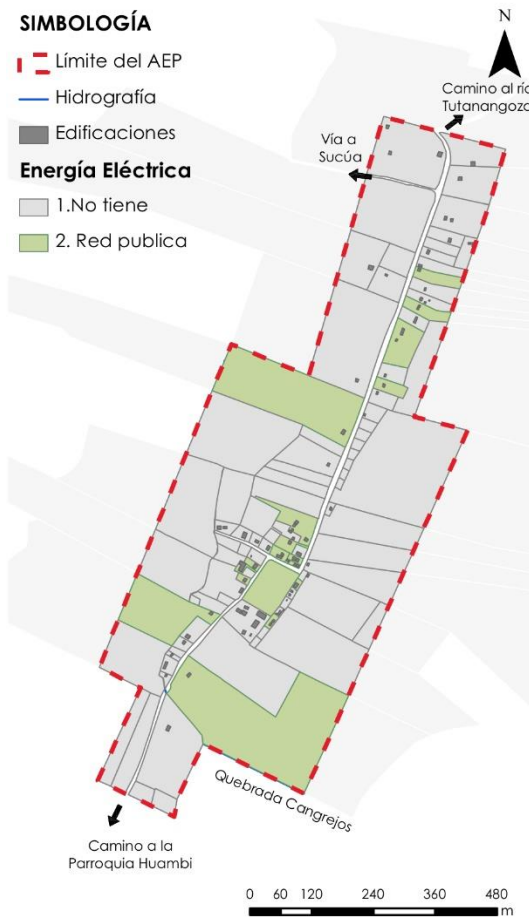 SIMBOLOGÍA
Límite del AEP
Hidrografía
Edificaciones
Energía Eléctrica
1.No tiene
2. Red publica
N
Camino al río
Tutanangoza
Vía a
Sucúa
Quebrada Cangrejos
Camino a la
Parroquia Huambi
0 60 120 240 360 480
m